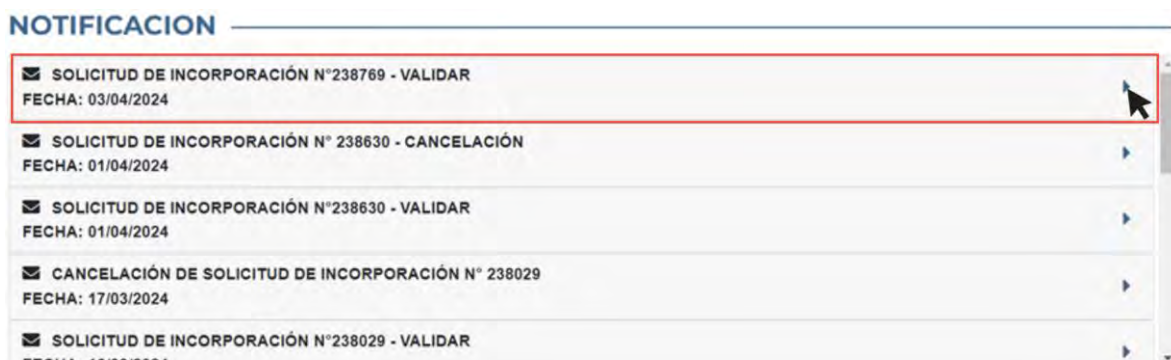 NOTIFICACION
SOLICITUD DE INCORPORACIÓN N°238769 - VALIDAR
FECHA: 03/04/2024
SOLICITUD DE INCORPORACIÓN N° 238630 - CANCELACIÓN
FECHA: 01/04/2024
SOLICITUD DE INCORPORACIÓN N°238630 - VALIDAR
FECHA: 01/04/2024
CANCELACIÓN DE SOLICITUD DE INCORPORACIÓN N° 238029
FECHA: 17/03/2024
SOLICITUD DE INCORPORACIÓN N°238029 - VALIDAR